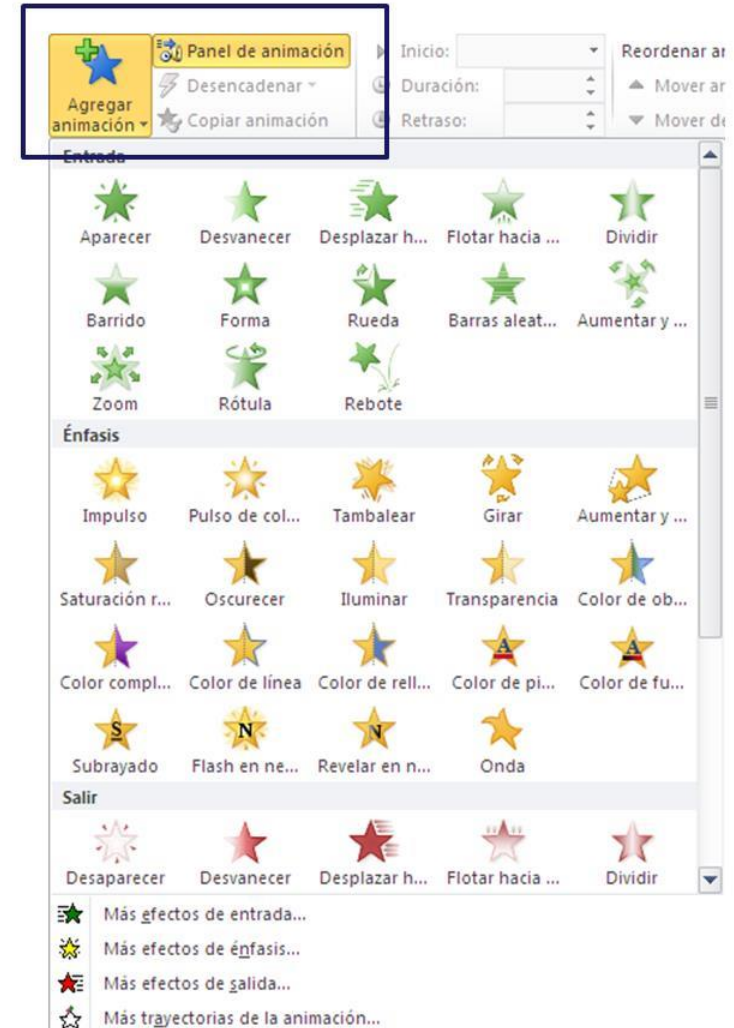 Agregar animación
Panel de animación
Desencadenar
Copiar animación
Inicio:
Duración:
Retraso:
Reordenar ar
Mover ar
Mover de
Entrada
Aparecer Desvanecer Desplazar h... Flotar hacia ... Dividir
Barrido Forma Rueda Barras aleat... Aumentar y ...
Zoom Rótula Rebote
Énfasis
Impulso Pulso de col... Tambalear Girar Aumentar y ...
Saturación r... Oscurecer Iluminar Transparencia Color de ob...
Color compl... Color de línea Color de rell... Color de pi... Color de fu...
Subrayado Flash en ne... Revelar en n... Onda
Salir
Desaparecer Desvanecer Desplazar h... Flotar hacia ... Dividir
Más efectos de entrada...
Más efectos de énfasis...
Más efectos de salida...
Más trayectorias de la animación...